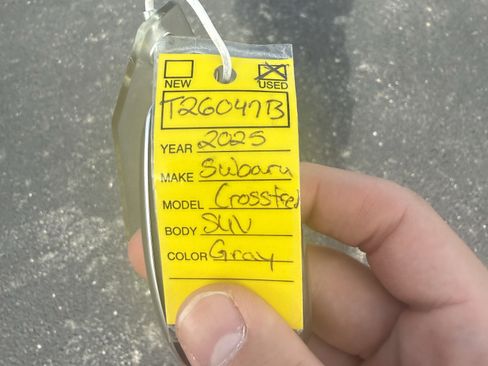 NEW USED
T26047B
YEAR 2025
MAKE Subaru
MODEL Crosstrek
BODY SUV
COLOR Gray